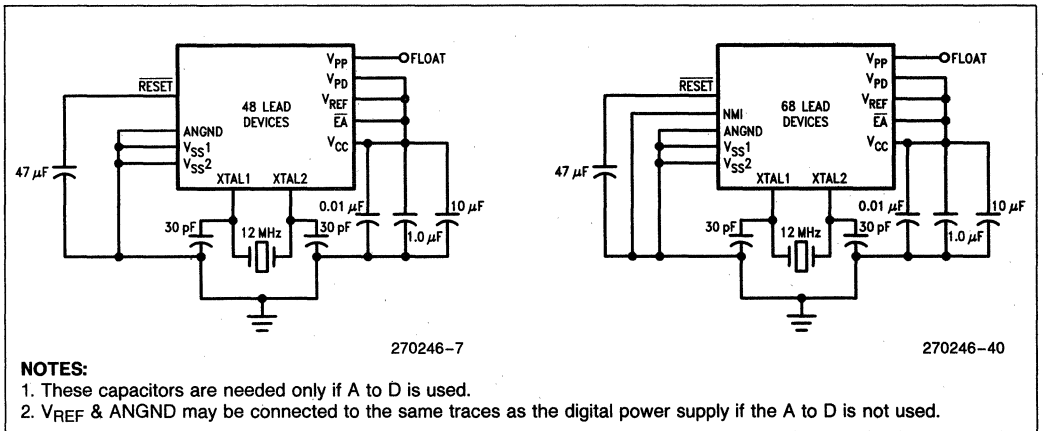 VPP FLOAT
VPD
RESET
VREF
48 LEAD
DEVICES
EA
ANGND
VCC
VSS1
VSS2
47 µF
XTAL1 XTAL2
0.01 µF
10 µF
30 pF
12 MHz
30 pF
1.0 µF
270246-7
VPP FLOAT
VPD
RESET
VREF
NMI
68 LEAD
DEVICES
EA
ANGND
VCC
VSS1
VSS2
47 µF
XTAL1 XTAL2
0.01 µF
10 µF
30 pF
12 MHz
30 pF
1.0 µF
270246-40
NOTES:
1. These capacitors are needed only if A to D is used.
2. VREF & ANGND may be connected to the same traces as the digital power supply if the A to D is not used.